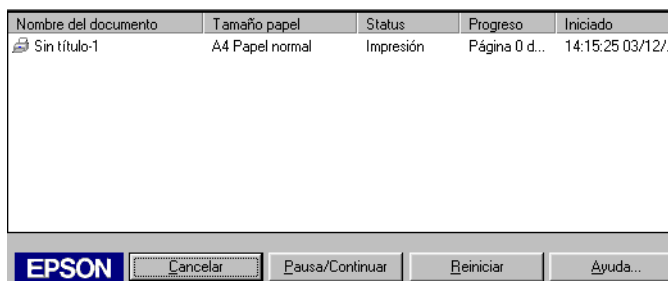 Nombre del documento Tamaño papel Status Progreso Iniciado
Sin título-1 A4 Papel normal Impresión Página 0 d... 14:15:25 03/12/
EPSON Cancelar Pausa/Continuar Reiniciar Ayuda...